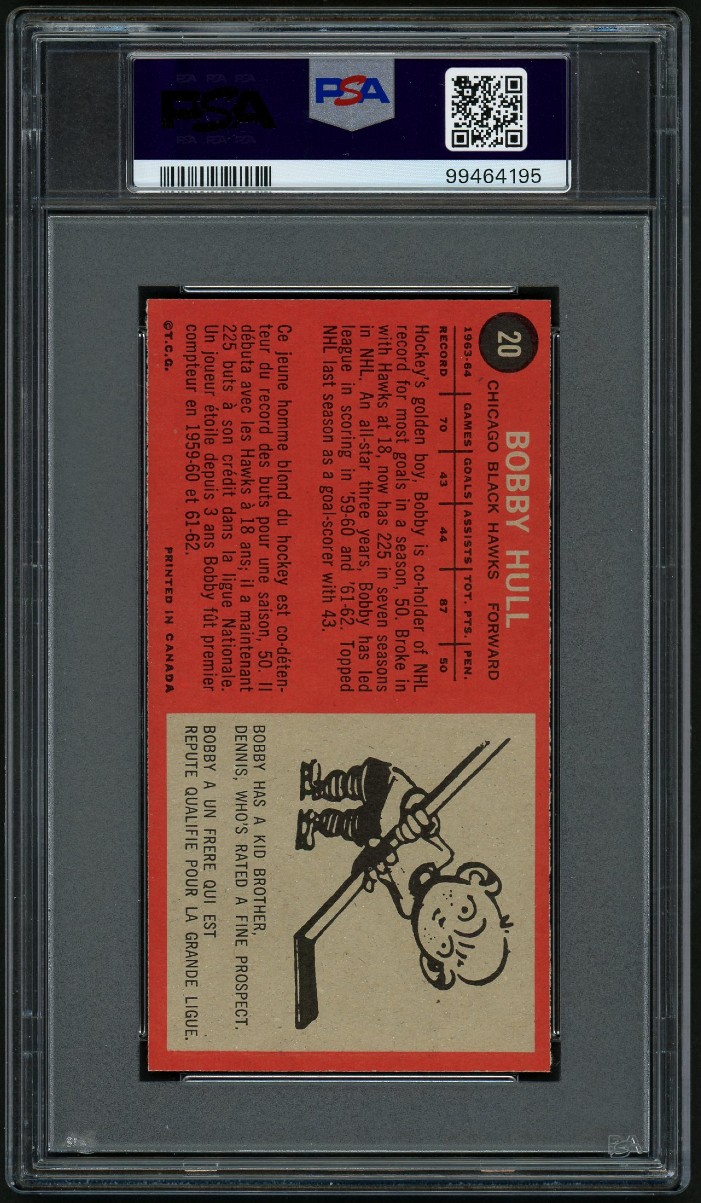 PSA PSA PSA
PSA
PSA PSA PSA
PSA
99464195
20
BOBBY HULL
CHICAGO BLACK HAWKS FORWARD
1963-64 GAMES GOALS ASSISTS TOT. PTS. PEN.
RECORD 70 43 44 87 50
Hockey's golden boy, Bobby is co-holder of NHL
record for most goals in a season, 50. Broke in
with Hawks at 18, now has 225 in seven seasons
in NHL. An all-star three years, Bobby has led
league in scoring in '59-60 and '61-62. Topped
NHL last season as a goal-scorer with 43.
Ce jeune homme blond du hockey est co-déten-
teur du record des buts pour une saison, 50. Il
débuta avec les Hawks à 18 ans; il a maintenant
225 buts à son crédit dans la ligue Nationale.
Un joueur étoile depuis 3 ans Bobby fût premier
compteur en 1959-60 et 61-62.
©T.C.G. PRINTED IN CANADA
BOBBY HAS A KID BROTHER,
DENNIS, WHO'S RATED A FINE PROSPECT.
BOBBY A UN FRERE QUI EST
REPUTE QUALIFIE POUR LA GRANDE LIGUE.
PSA